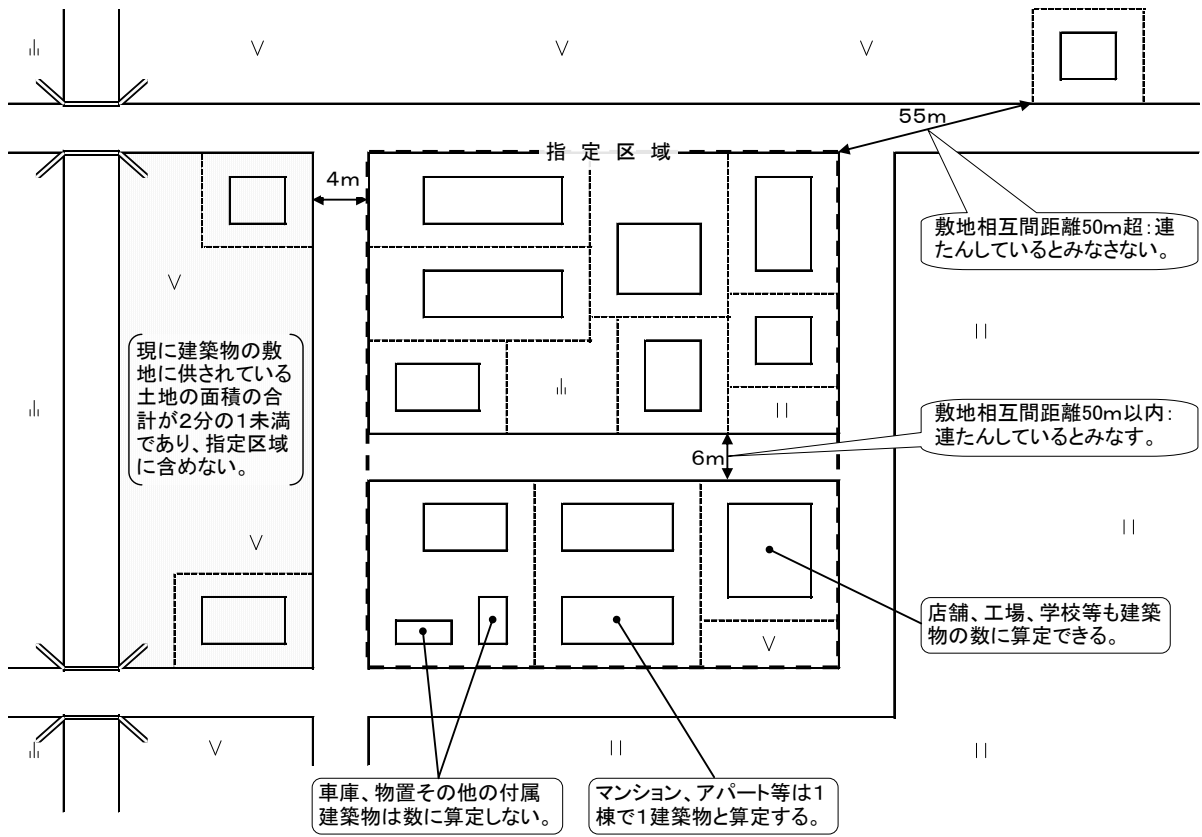 55m
指定区域
4m
敷地相互間距離50m超:連
たんしているとみなさない。
現に建築物の敷
地に供されている
土地の面積の合
計が2分の1未満
であり、指定区域
に含めない。
敷地相互間距離50m以内:
連たんしているとみなす。
6m
店舗、工場、学校等も建築
物の数に算定できる。
車庫、物置その他の付属
建築物は数に算定しない。
マンション、アパート等は1
棟で1建築物と算定する。